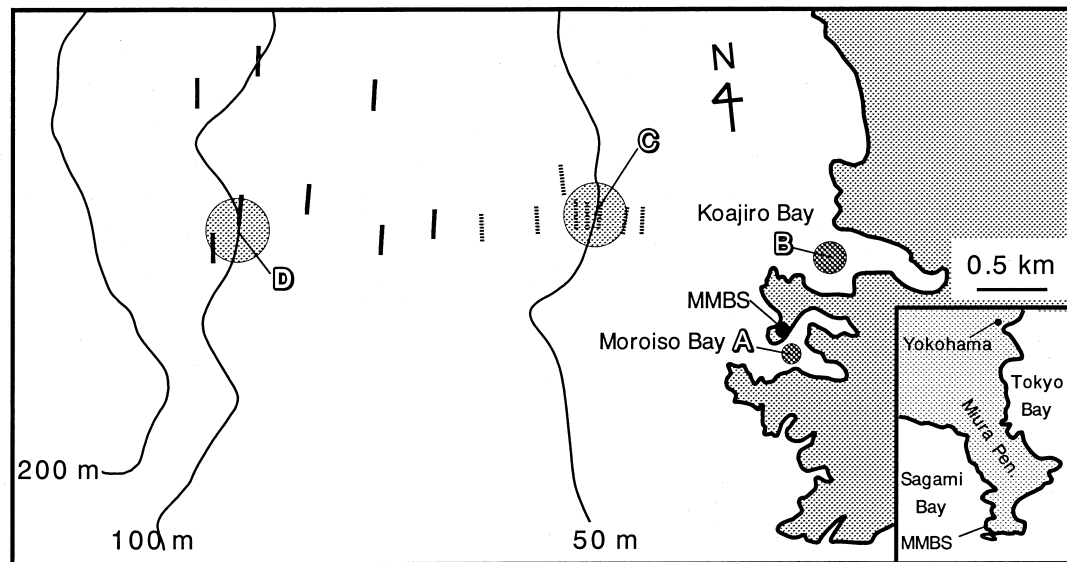 N
C
Koajiro Bay
B
0.5 km
D
MMBS
Moroiso Bay A
Yokohama
Tokyo
Bay
Miura Pen.
200 m
Sagami
Bay
100 m
50 m
MMBS